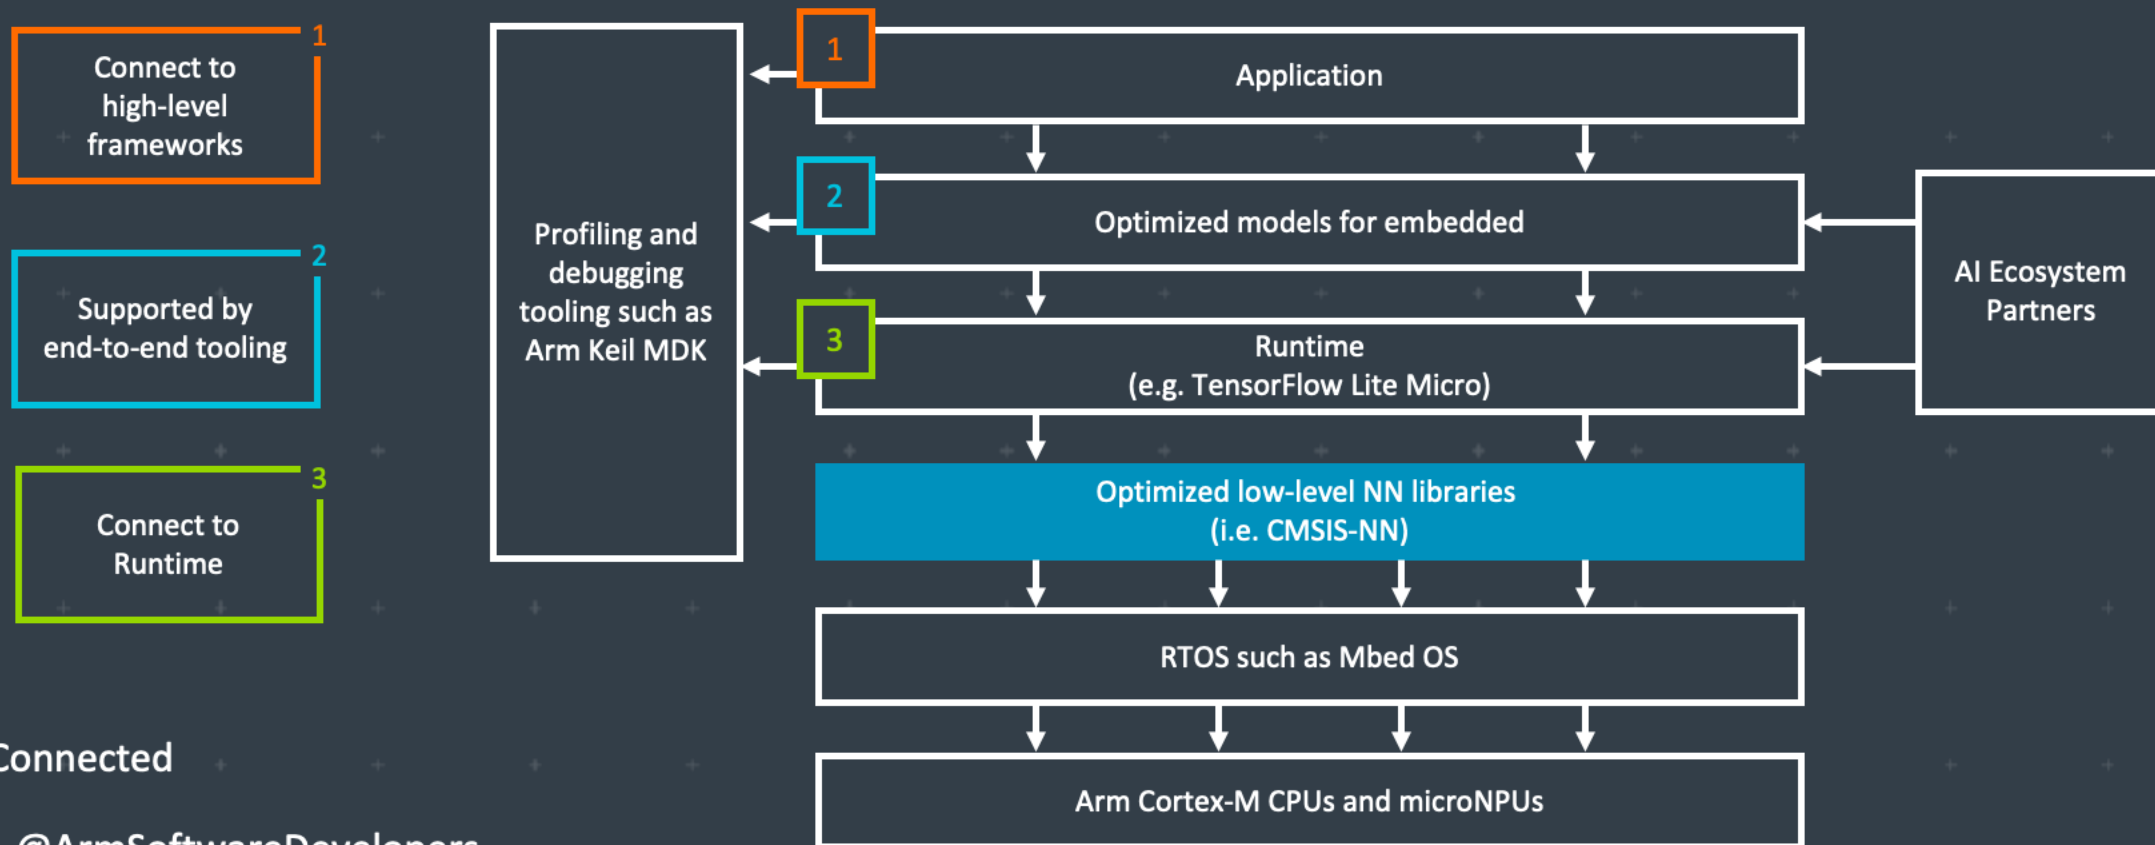 1
Connect to
high-level
frameworks
2
Supported by
end-to-end tooling
3
Connect to
Runtime
Connected
@ArmSoftwareDevelopers
Profiling and
debugging
tooling such as
Arm Keil MDK
1
Application
2
Optimized models for embedded
3
Runtime
(e.g. TensorFlow Lite Micro)
Optimized low-level NN libraries
(i.e. CMSIS-NN)
RTOS such as Mbed OS
Arm Cortex-M CPUs and microNPUs
AI Ecosystem
Partners